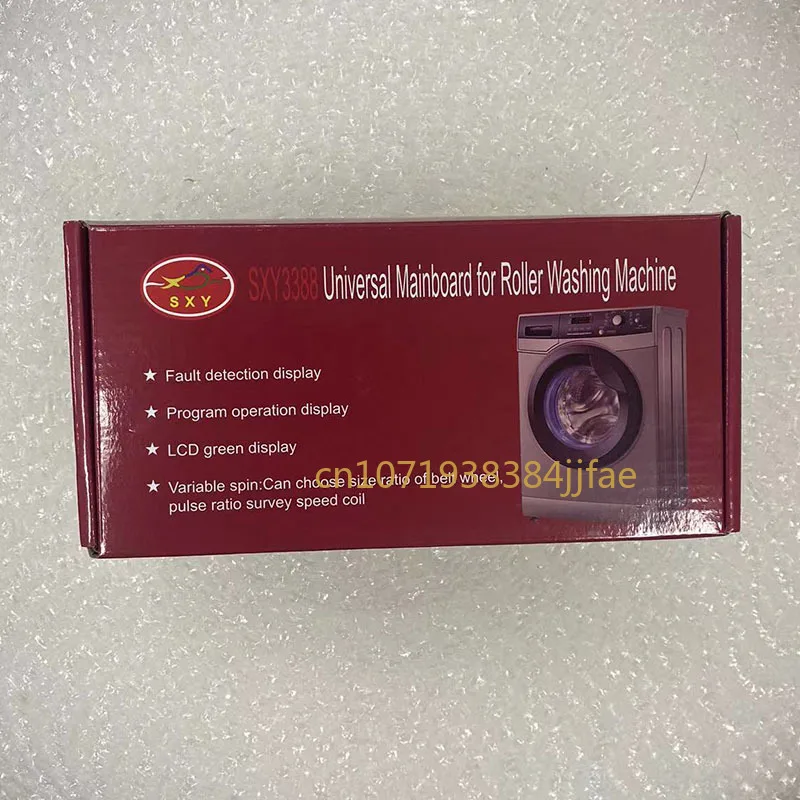 SXY
SXY3388 Universal Mainboard for Roller Washing Machine
★ Fault detection display
★ Program operation display
★ LCD green display
★ Variable spin:Can choose size ratio of belt wheel,
pulse ratio survey speed coil
cn1071938384jjfae